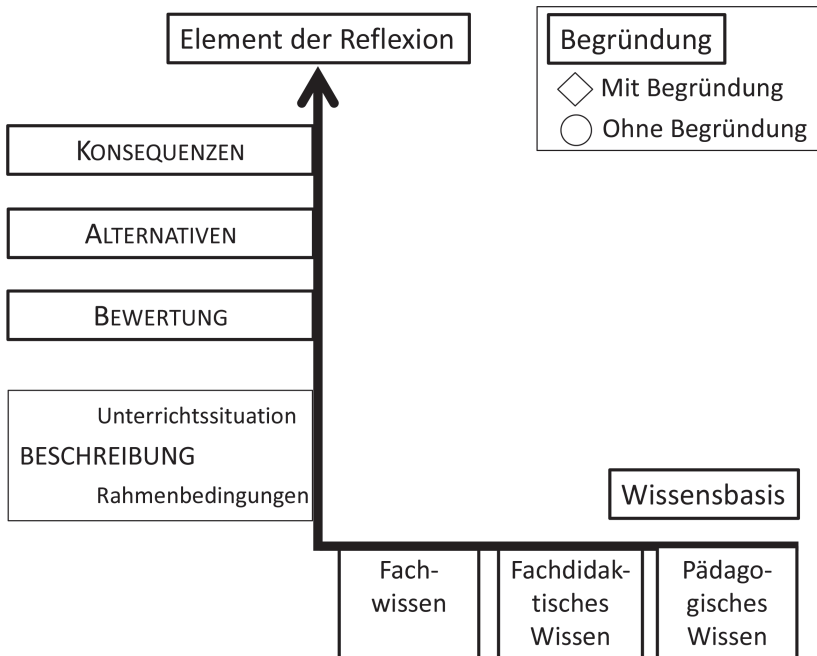 Element der Reflexion
Begründung
Mit Begründung
Ohne Begründung
KONSEQUENZEN
ALTERNATIVEN
BEWERTUNG
Unterrichtssituation
BESCHREIBUNG
Rahmenbedingungen
Wissensbasis
Fach-
wissen
Fachdidak-
tisches
Wissen
Pädago-
gisches
Wissen